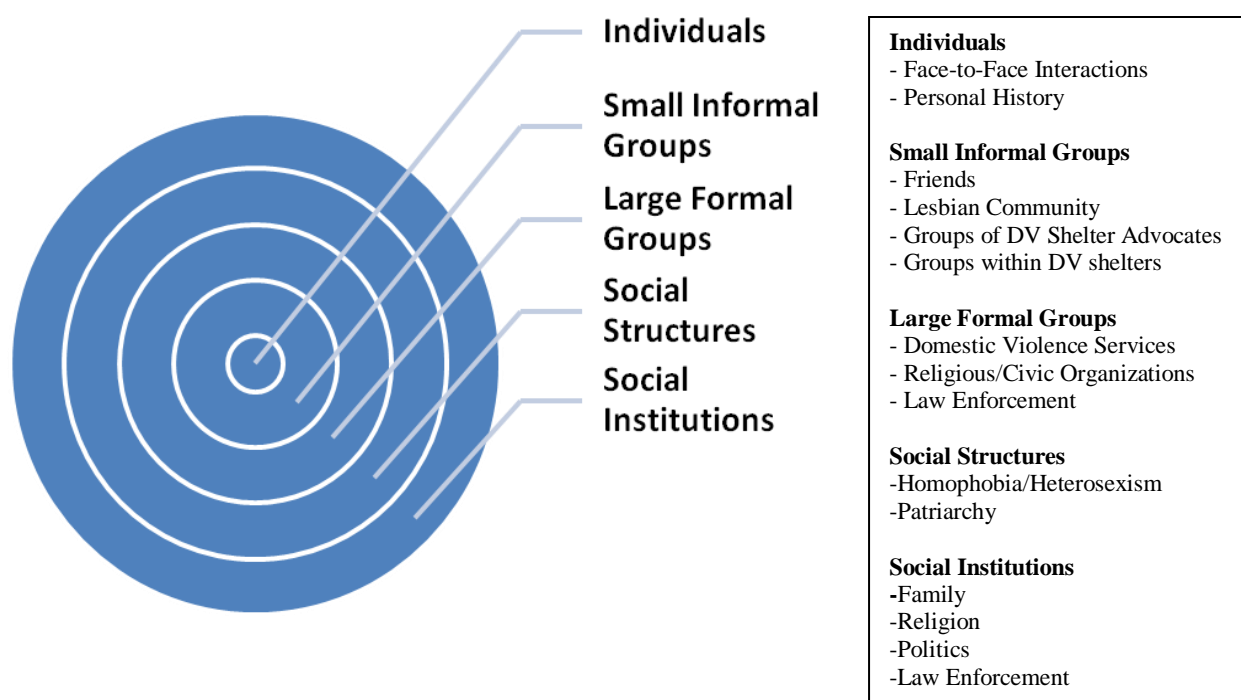 Individuals
Small Informal
Groups
Large Formal
Groups
Social
Structures
Social
Institutions
Individuals
- Face-to-Face Interactions
- Personal History
Small Informal Groups
- Friends
- Lesbian Community
- Groups of DV Shelter Advocates
- Groups within DV shelters
Large Formal Groups
- Domestic Violence Services
- Religious/Civic Organizations
- Law Enforcement
Social Structures
-Homophobia/Heterosexism
-Patriarchy
Social Institutions
-Family
-Religion
-Politics
-Law Enforcement